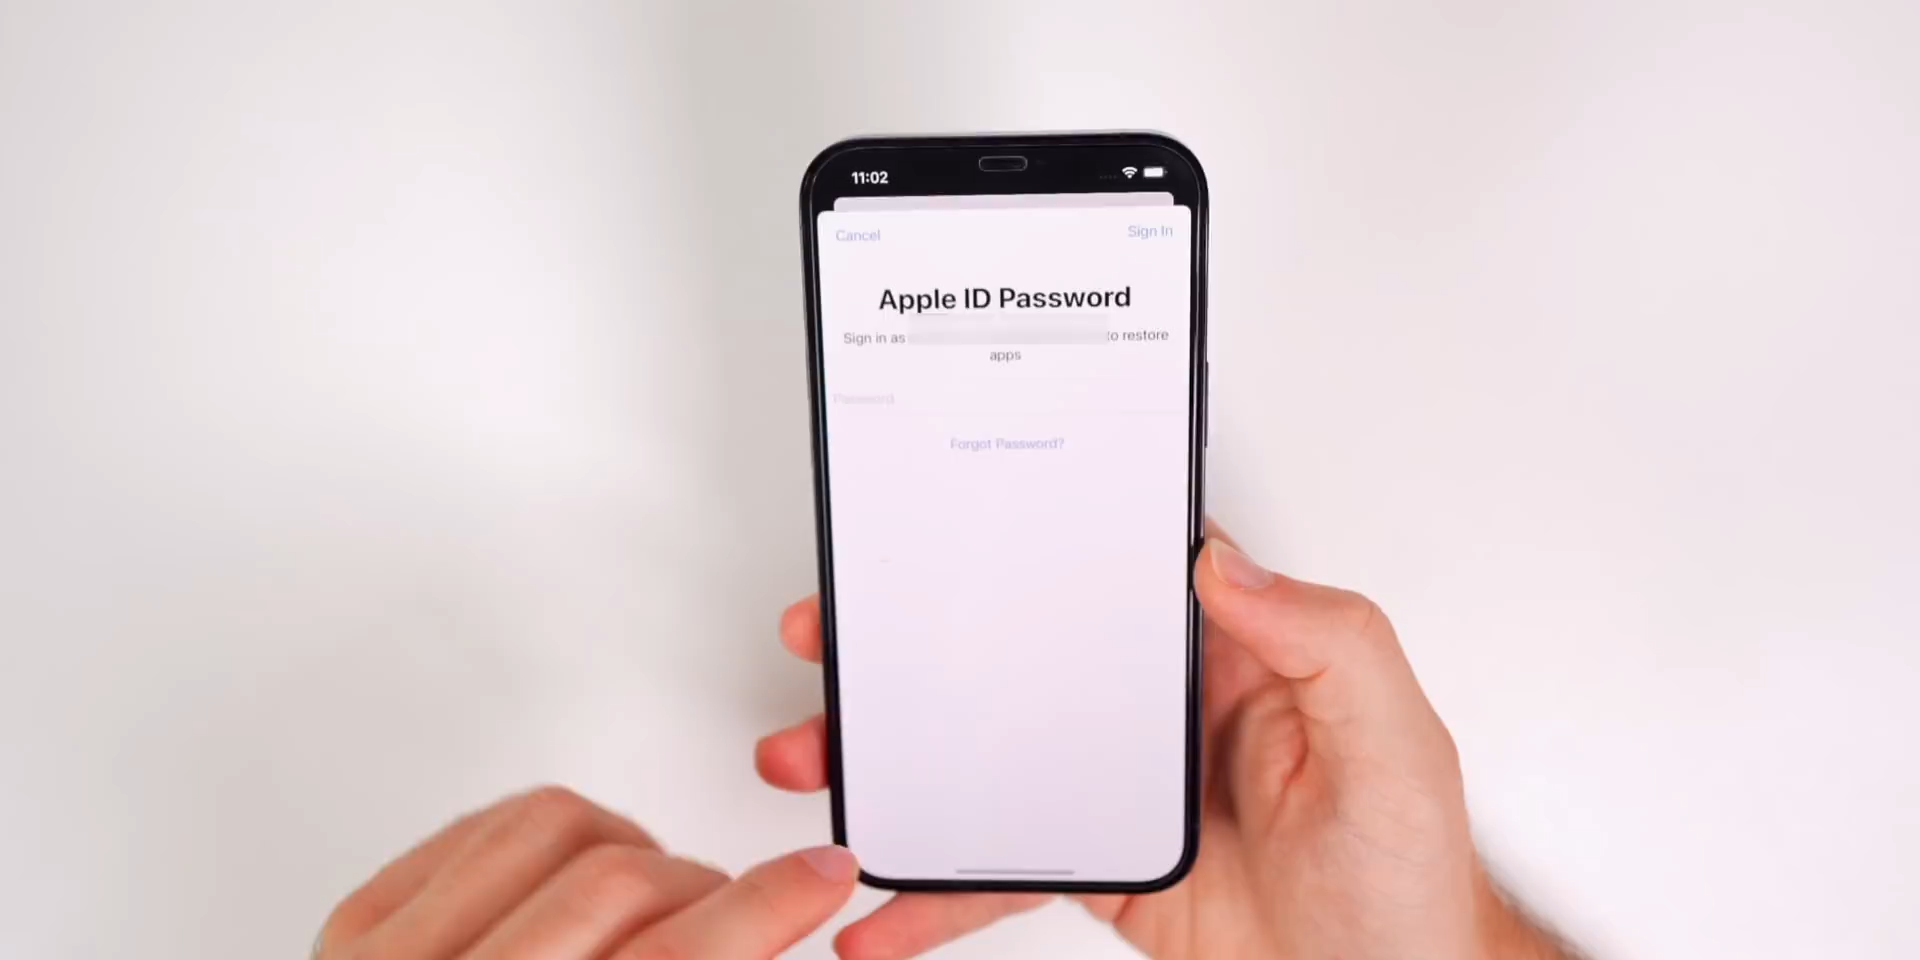 11:02
Cancel
Sign In
Apple ID Password
Sign in as to restore
apps
Password
Forgot Password?